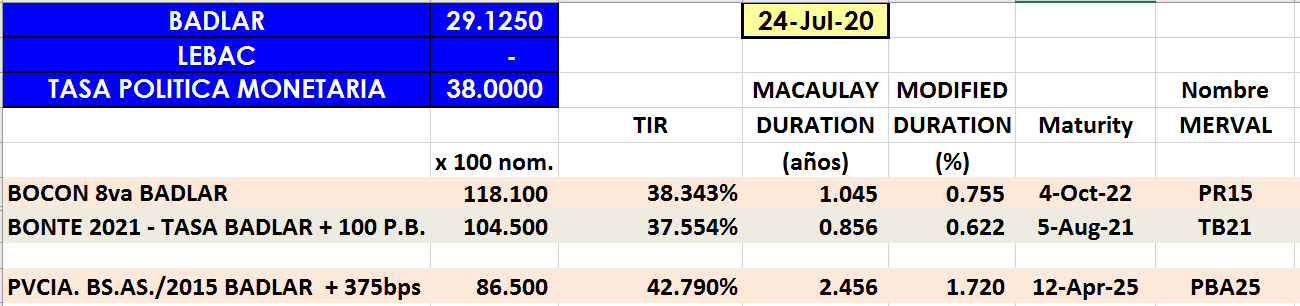 BADLAR 29.1250 24-Jul-20
LEBAC -
TASA POLITICA MONETARIA 38.0000 MACAULAY MODIFIED Nombre
TIR DURATION DURATION Maturity MERVAL
x 100 nom. (años) (%)
BOCON 8va BADLAR 118.100 38.343% 1.045 0.755 4-Oct-22 PR15
BONTE 2021 - TASA BADLAR + 100 P.B. 104.500 37.554% 0.856 0.622 5-Aug-21 TB21
PVCIA. BS.AS./2015 BADLAR + 375bps 86.500 42.790% 2.456 1.720 12-Apr-25 PBA25